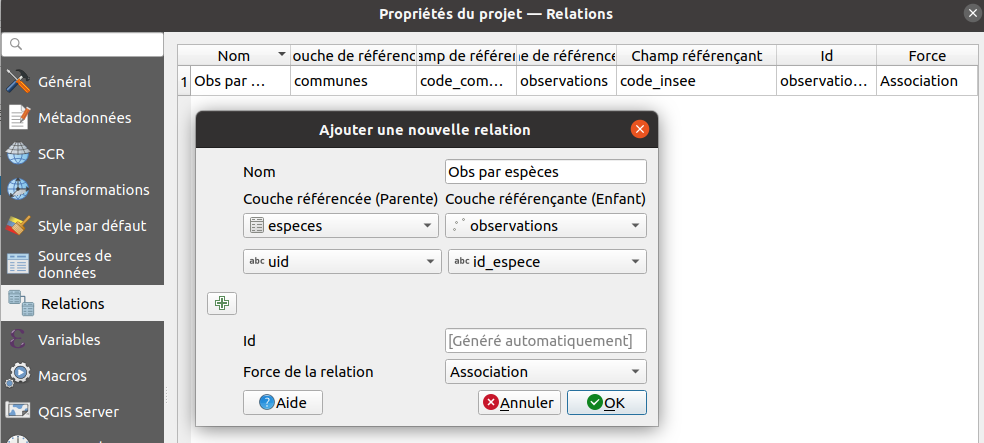 Propriétés du projet — Relations
Nom
ouche de référenc
amp de référe
e de référence
Champ référençant
Id
Force
1 Obs par … communes code_com… observations code_insee observatio… Association
Général
Métadonnées
SCR
Transformations
Style par défaut
Sources de
données
Relations
Variables
Macros
QGIS Server
Ajouter une nouvelle relation
Nom Obs par espèces
Couche référencée (Parente) Couche référençante (Enfant)
especes observations
abc uid abc id_espece
Id [Généré automatiquement]
Force de la relation Association
Aide Annuler OK